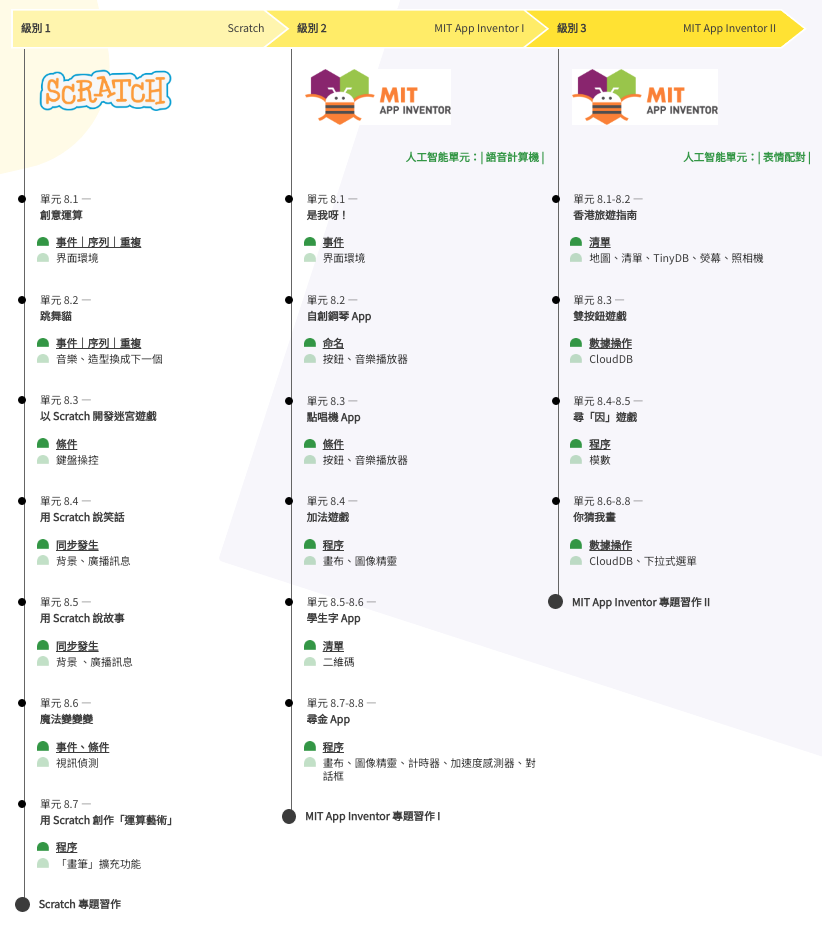 級別 1
Scratch
級別 2
MIT App Inventor I
級別 3
MIT App Inventor II
SCRATCH
MIT
APP INVENTOR
MIT
APP INVENTOR
人工智能單元：| 語音計算機 |
人工智能單元：| 表情配對 |
單元 8.1 —
創意運算
事件｜序列｜重複
界面環境
單元 8.2 —
跳舞貓
事件｜序列｜重複
音樂、造型換成下一個
單元 8.3 —
以 Scratch 開發迷宮遊戲
條件
鍵盤操控
單元 8.4 —
用 Scratch 說笑話
同步發生
背景、廣播訊息
單元 8.5 —
用 Scratch 說故事
同步發生
背景 、廣播訊息
單元 8.6 —
魔法變變變
事件、條件
視訊偵測
單元 8.7 —
用 Scratch 創作「運算藝術」
程序
「畫筆」擴充功能
Scratch 專題習作
單元 8.1 —
是我呀！
事件
界面環境
單元 8.2 —
自創鋼琴 App
命名
按鈕、音樂播放器
單元 8.3 —
點唱機 App
條件
按鈕、音樂播放器
單元 8.4 —
加法遊戲
程序
畫布、圖像精靈
單元 8.5-8.6 —
學生字 App
清單
二維碼
單元 8.7-8.8 —
尋金 App
程序
畫布、圖像精靈、計時器、加速度感測器、對
話框
MIT App Inventor 專題習作 I
單元 8.1-8.2 —
香港旅遊指南
清單
地圖、清單、TinyDB、熒幕、照相機
單元 8.3 —
雙按鈕遊戲
數據操作
CloudDB
單元 8.4-8.5 —
尋「因」遊戲
程序
模數
單元 8.6-8.8 —
你猜我畫
數據操作
CloudDB、下拉式選單
MIT App Inventor 專題習作 II